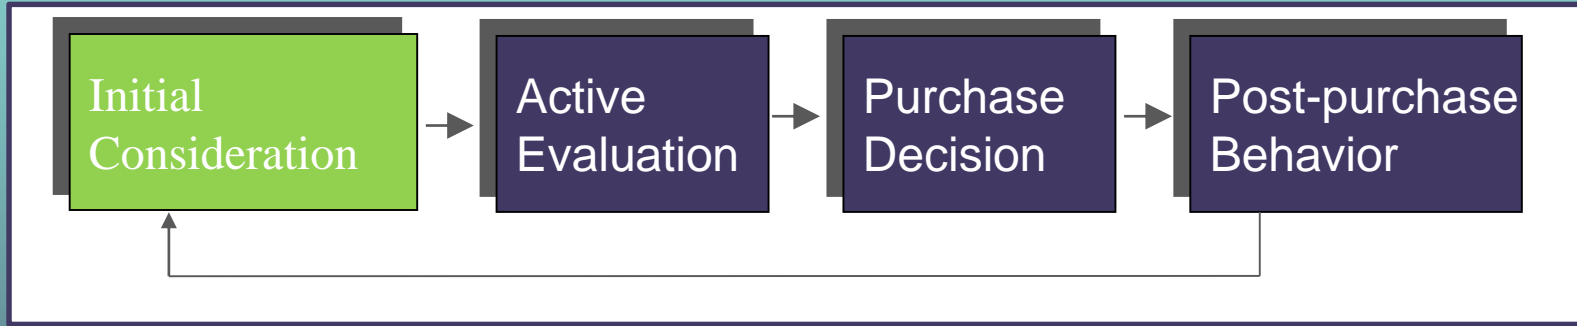 Initial
Consideration
Active
Evaluation
Purchase
Decision
Post-purchase
Behavior